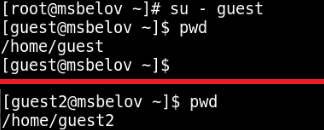 [root@msbelov ~]# su - guest
[guest@msbelov ~]$ pwd
/home/guest
[guest@msbelov ~]$
[guest2@msbelov ~]$ pwd
/home/guest2